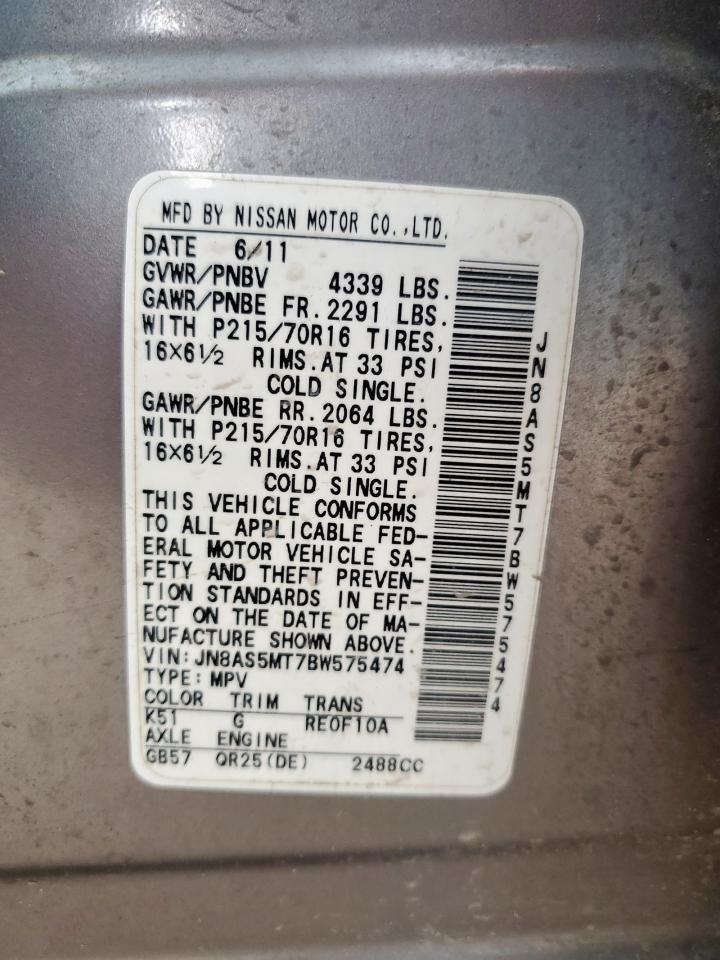 MFD BY NISSAN MOTOR CO.,LTD.
DATE 6/11
GVWR/PNBV 4339 LBS.
GAWR/PNBE FR.2291 LBS.
WITH P215/70R16 TIRES,
16X6½ RIMS.AT 33 PSI
COLD SINGLE.
GAWR/PNBE RR.2064 LBS.
WITH P215/70R16 TIRES,
16X6½ RIMS.AT 33 PSI
COLD SINGLE.
THIS VEHICLE CONFORMS
TO ALL APPLICABLE FED-
ERAL MOTOR VEHICLE SA-
FETY AND THEFT PREVEN-
TION STANDARDS IN EFF-
ECT ON THE DATE OF MA-
NUFACTURE SHOWN ABOVE.
VIN:JN8AS5MT7BW575474
TYPE:MPV
COLOR TRIM TRANS
K51 G RE0F10A
AXLE ENGINE
GB57 QR25(DE) 2488CC
JN8AS5MT7BW575474